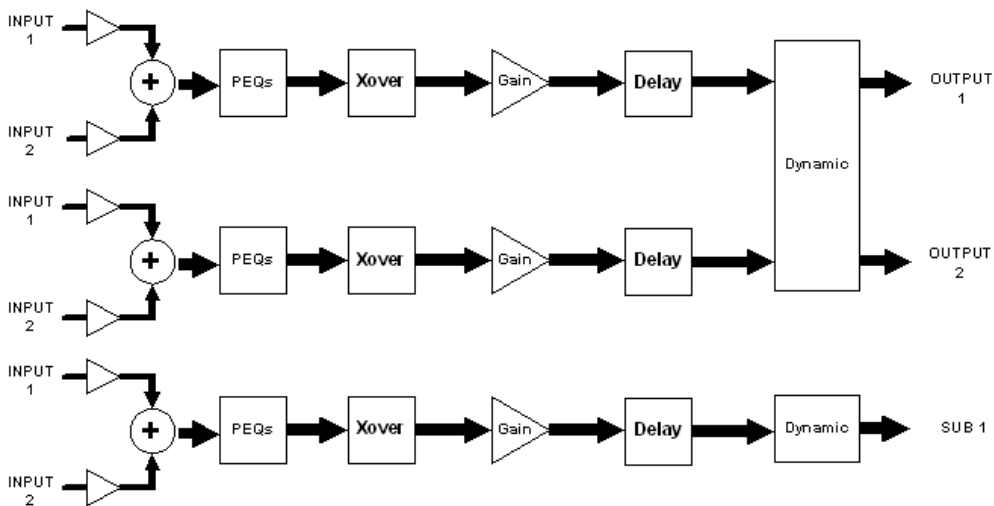 INPUT
1
+
PEQs
Xover
Gain
Delay
OUTPUT
1
INPUT
2
Dynamic
INPUT
1
+
PEQs
Xover
Gain
Delay
OUTPUT
2
INPUT
2
INPUT
1
+
PEQs
Xover
Gain
Delay
Dynamic
SUB 1
INPUT
2